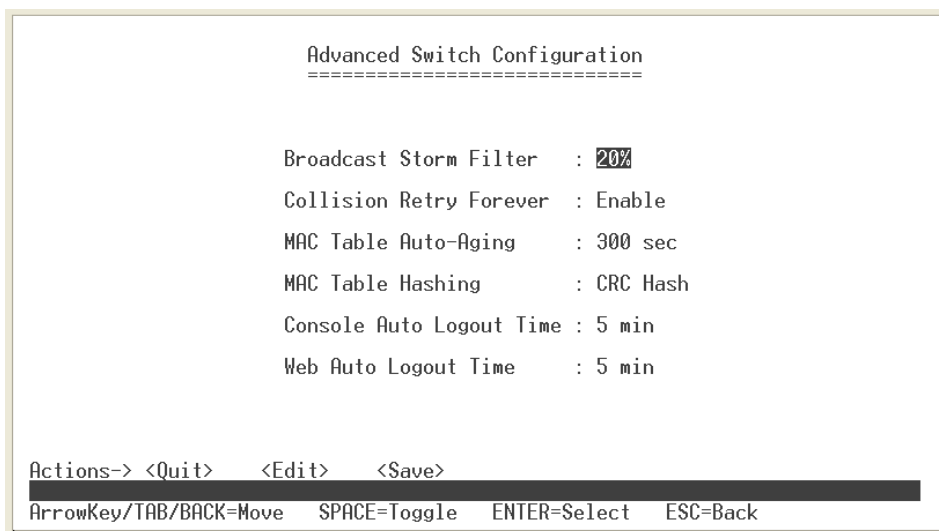 Advanced Switch Configuration
=============================
Broadcast Storm Filter : 20%
Collision Retry Forever : Enable
MAC Table Auto-Aging : 300 sec
MAC Table Hashing : CRC Hash
Console Auto Logout Time : 5 min
Web Auto Logout Time : 5 min
Actions-> <Quit> <Edit> <Save>
ArrowKey/TAB/BACK=Move SPACE=Toggle ENTER=Select ESC=Back